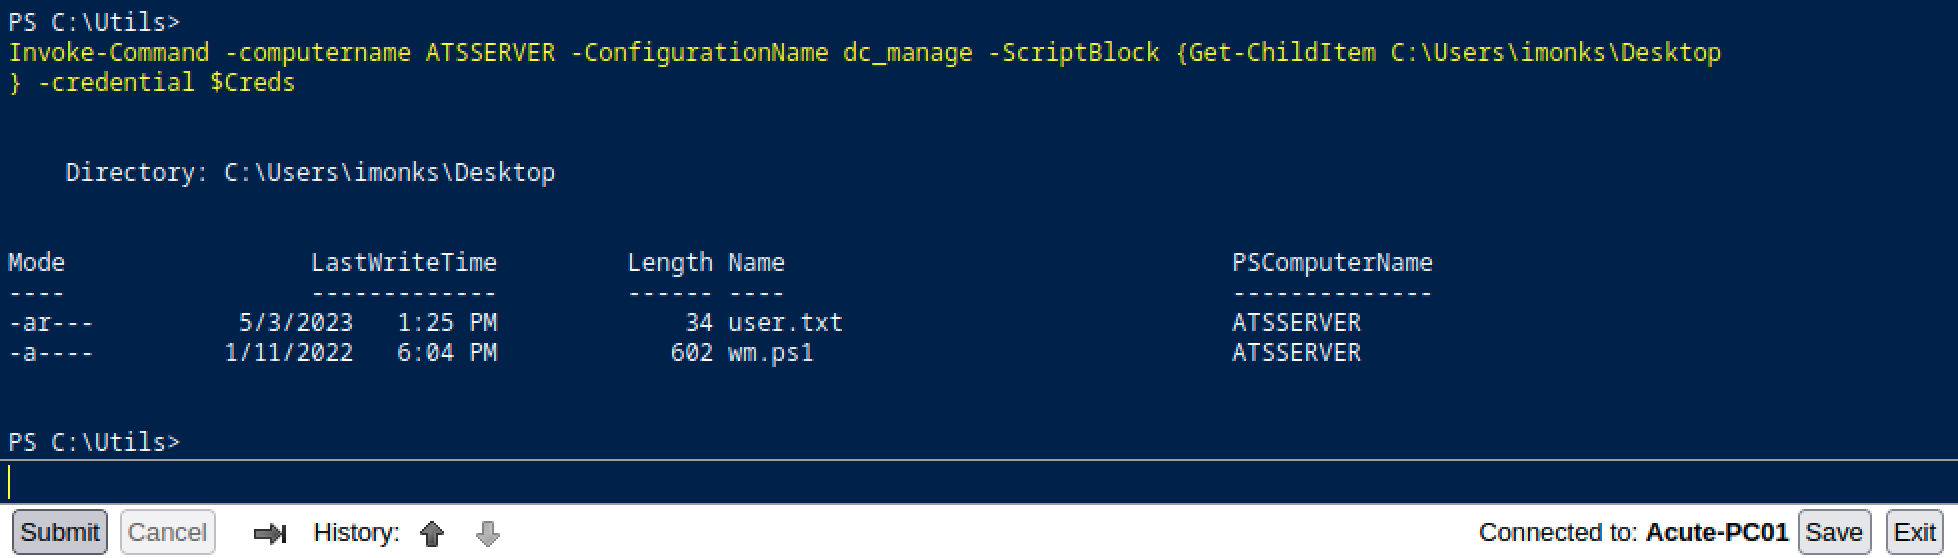 PS C:\Utils>
Invoke-Command -computername ATSSERVER -ConfigurationName dc_manage -ScriptBlock {Get-ChildItem C:\Users\imonks\Desktop
} -credential $Creds
Directory: C:\Users\imonks\Desktop
Mode LastWriteTime Length Name PSComputerName
---- ------------- ------ ---- --------------
-ar--- 5/3/2023 1:25 PM 34 user.txt ATSSERVER
-a---- 1/11/2022 6:04 PM 602 wm.ps1 ATSSERVER
PS C:\Utils>
Submit Cancel History: Connected to: Acute-PC01 Save Exit